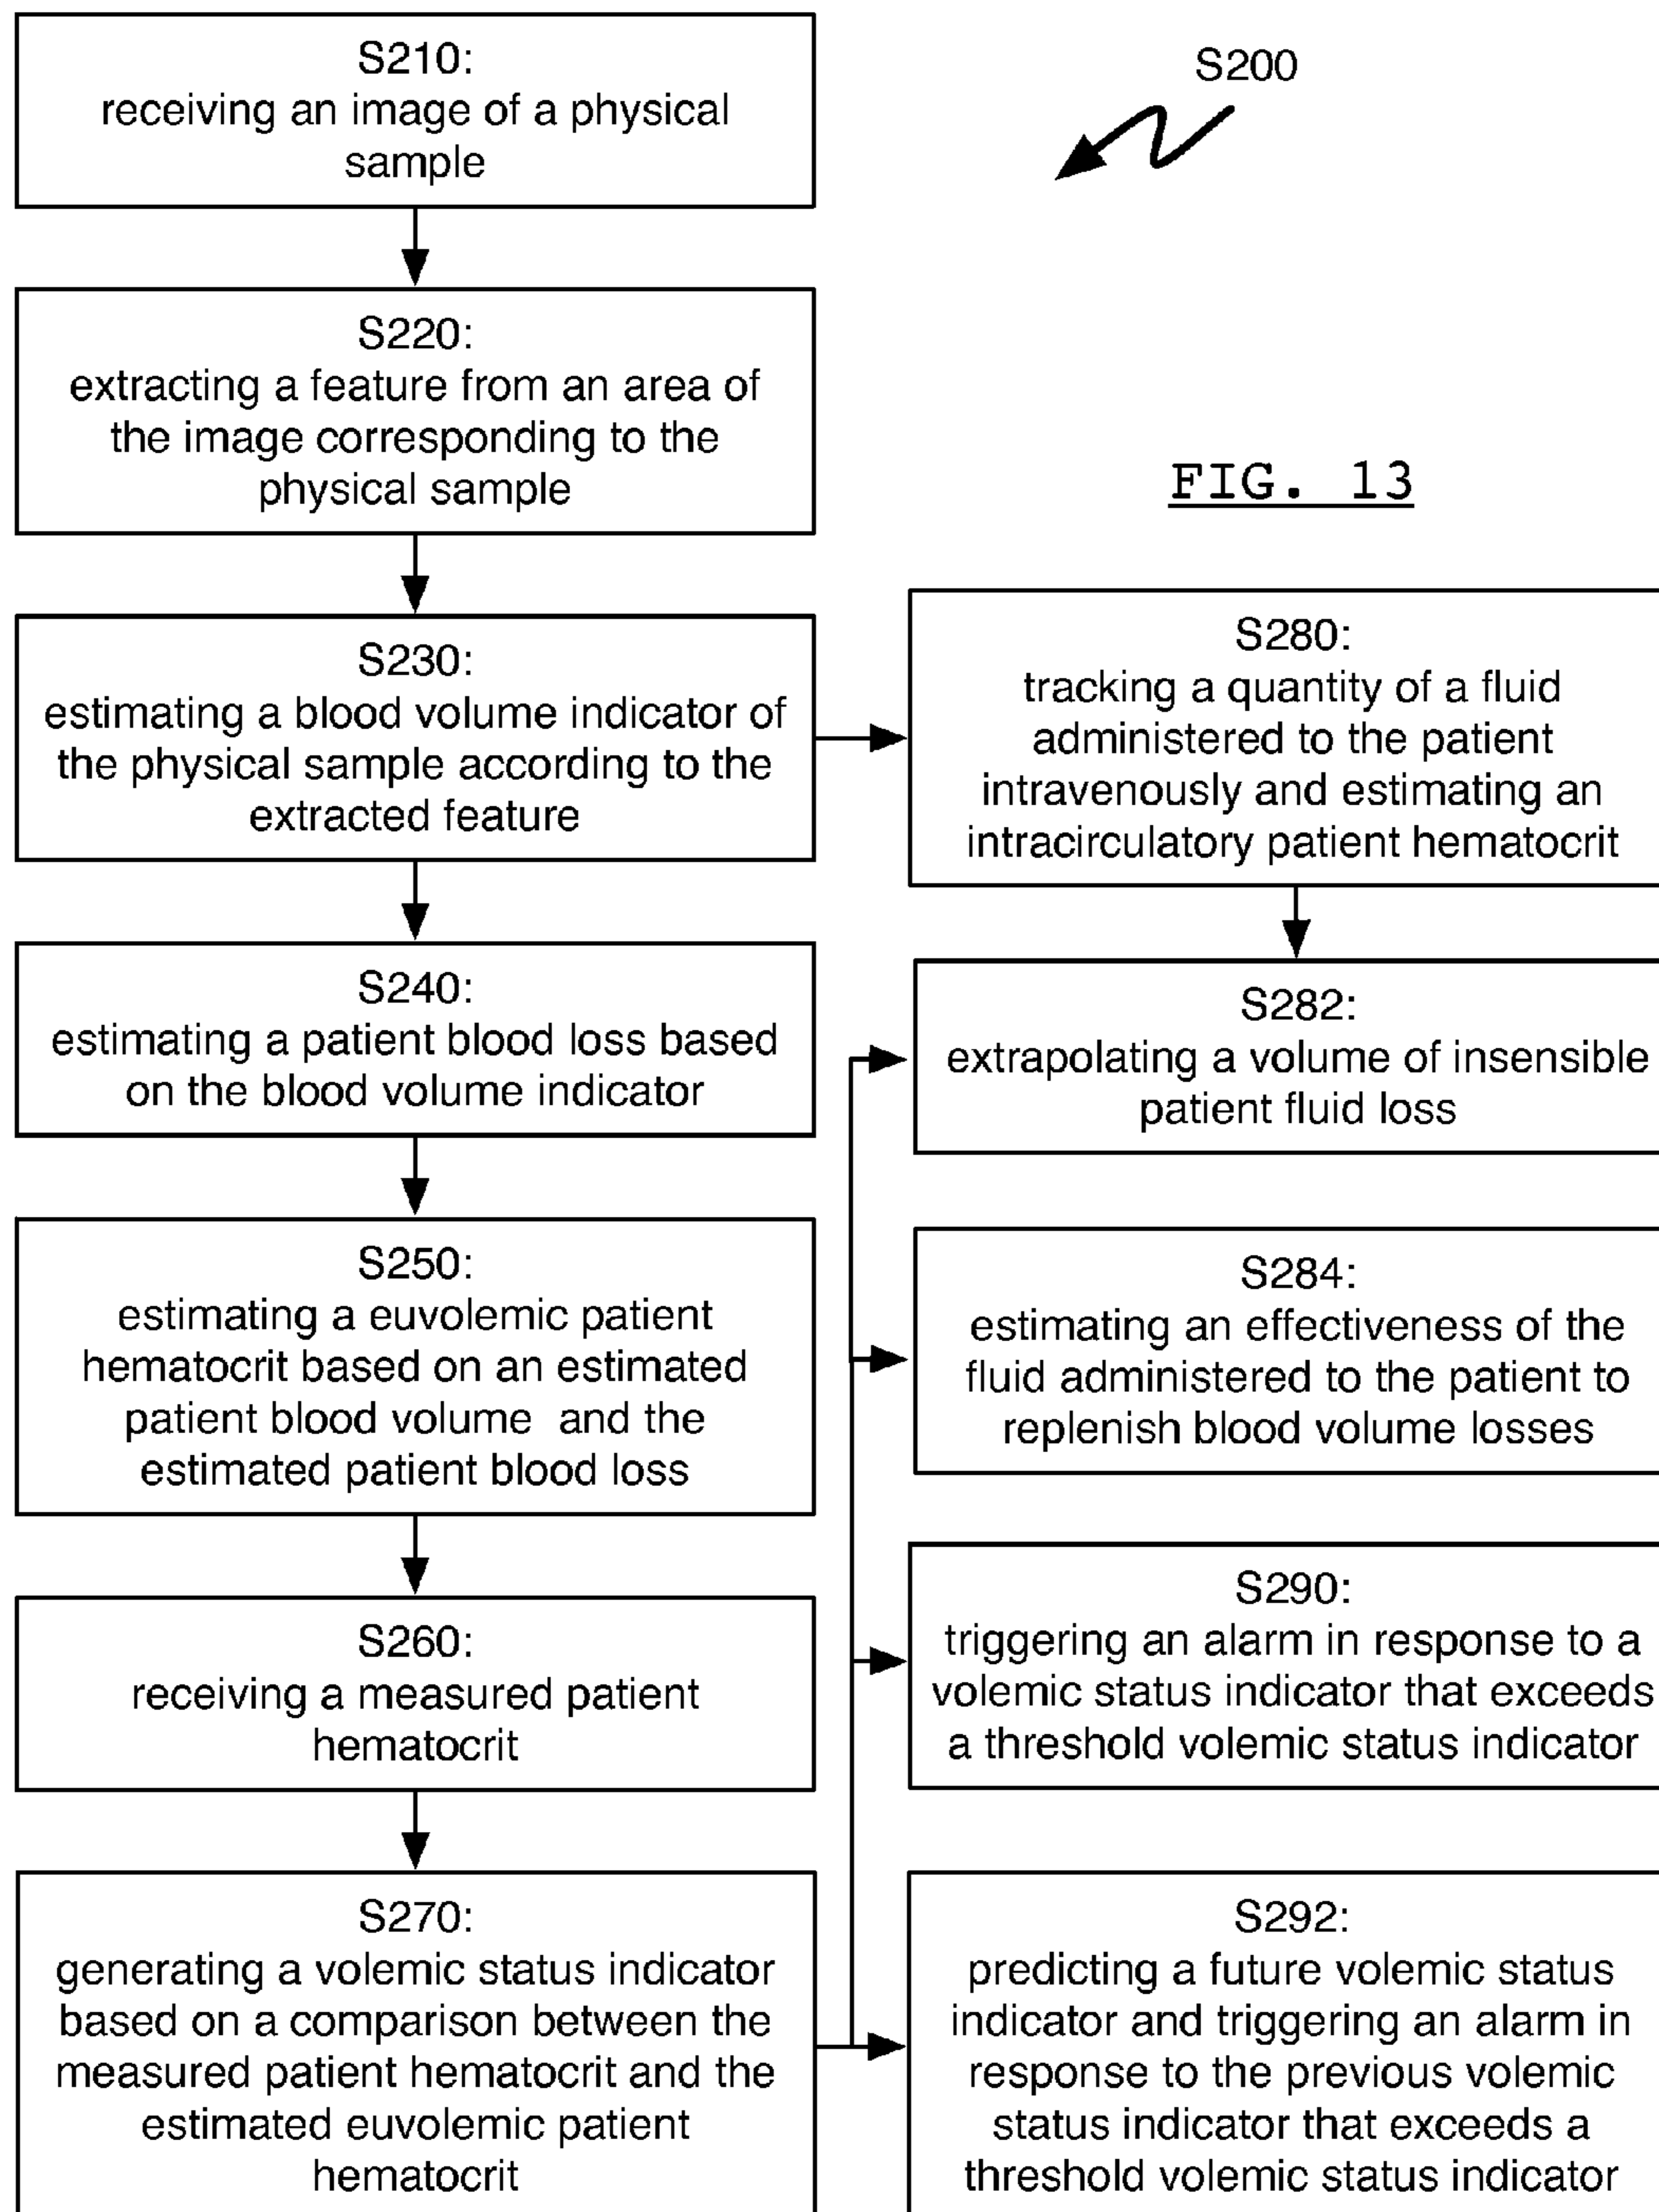 S210:
receiving an image of a physical
sample
S200
S220:
extracting a feature from an area of
the image corresponding to the
physical sample
FIG. 13
S230:
estimating a blood volume indicator of
the physical sample according to the
extracted feature
S280:
tracking a quantity of a fluid
administered to the patient
intravenously and estimating an
intracirculatory patient hematocrit
S240:
estimating a patient blood loss based
on the blood volume indicator
S282:
extrapolating a volume of insensible
patient fluid loss
S250:
estimating a euvolemic patient
hematocrit based on an estimated
patient blood volume and the
estimated patient blood loss
S284:
estimating an effectiveness of the
fluid administered to the patient to
replenish blood volume losses
S260:
receiving a measured patient
hematocrit
S290:
triggering an alarm in response to a
volemic status indicator that exceeds
a threshold volemic status indicator
S270:
generating a volemic status indicator
based on a comparison between the
measured patient hematocrit and the
estimated euvolemic patient
hematocrit
S292:
predicting a future volemic status
indicator and triggering an alarm in
response to the previous volemic
status indicator that exceeds a
threshold volemic status indicator